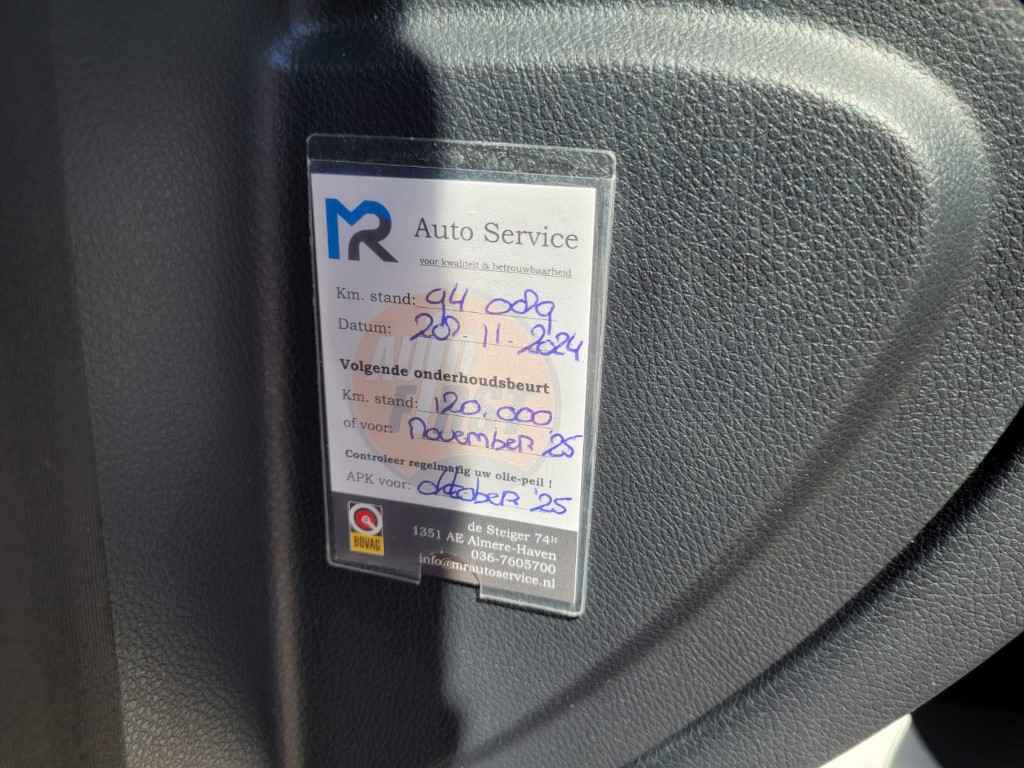 MR Auto Service
voor kwaliteit & betrouwbaarheid
Km. stand: 94 089
Datum: 28-11-2024
Volgende onderhoudsbeurt
Km. stand: 120.000
of voor: november '25
Controleer regelmatig uw olie-peil !
APK voor: oktober '25
BOVAG
de Steiger 74
1351 AE Almere-Haven
036-7605700
info@mrautoservice.nl